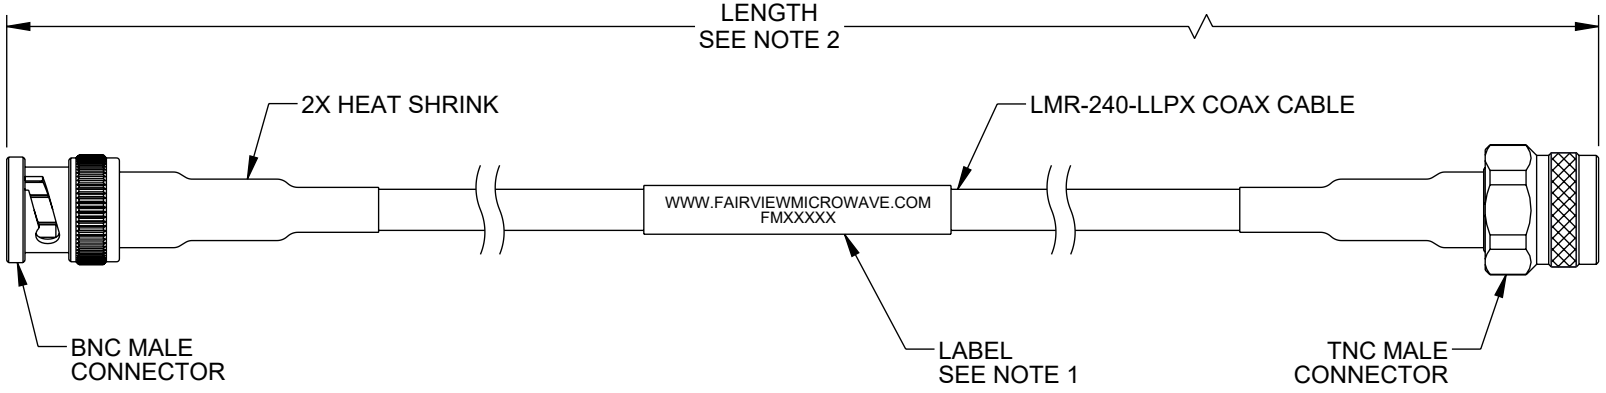 LENGTH
SEE NOTE 2
2X HEAT SHRINK
LMR-240-LLPX COAX CABLE
WWW.FAIRVIEWMICROWAVE.COM
FMXXXXX
BNC MALE
CONNECTOR
LABEL
SEE NOTE 1
TNC MALE
CONNECTOR